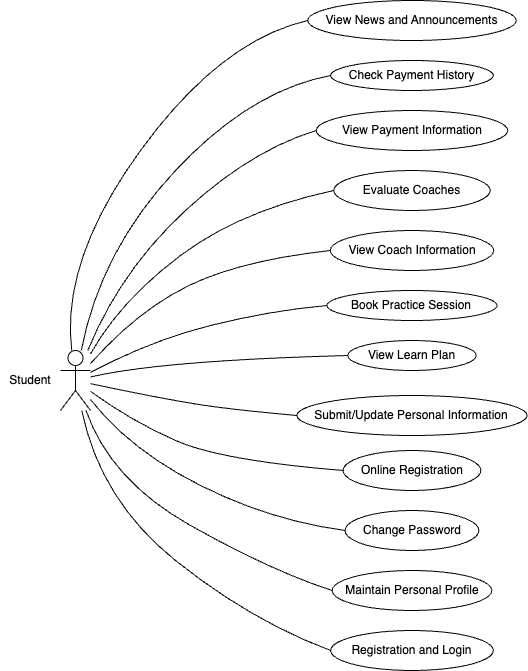 View News and Announcements
Check Payment History
View Payment Information
Evaluate Coaches
View Coach Information
Book Practice Session
View Learn Plan
Student
Submit/Update Personal Information
Online Registration
Change Password
Maintain Personal Profile
Registration and Login